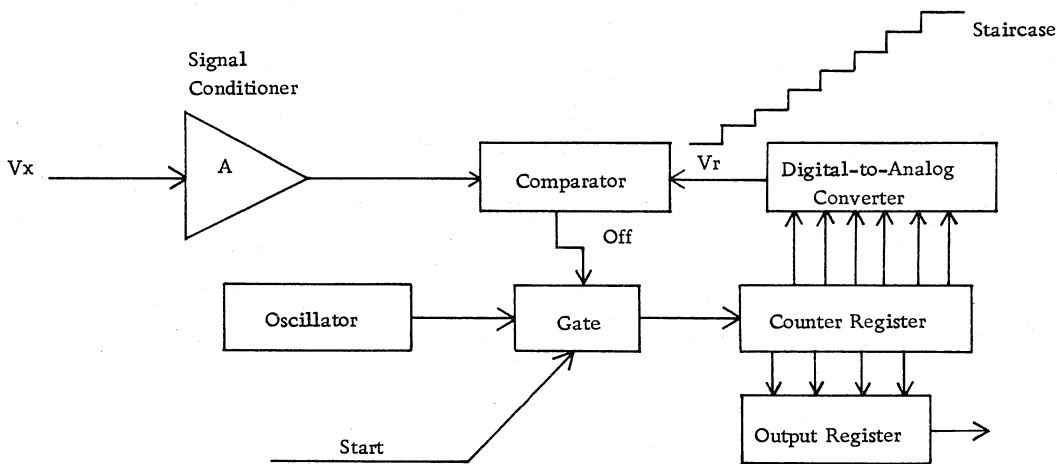 Staircase
Signal
Conditioner
Vx
A
Comparator
Vr
Digital-to-Analog
Converter
Off
Oscillator
Gate
Counter Register
Start
Output Register